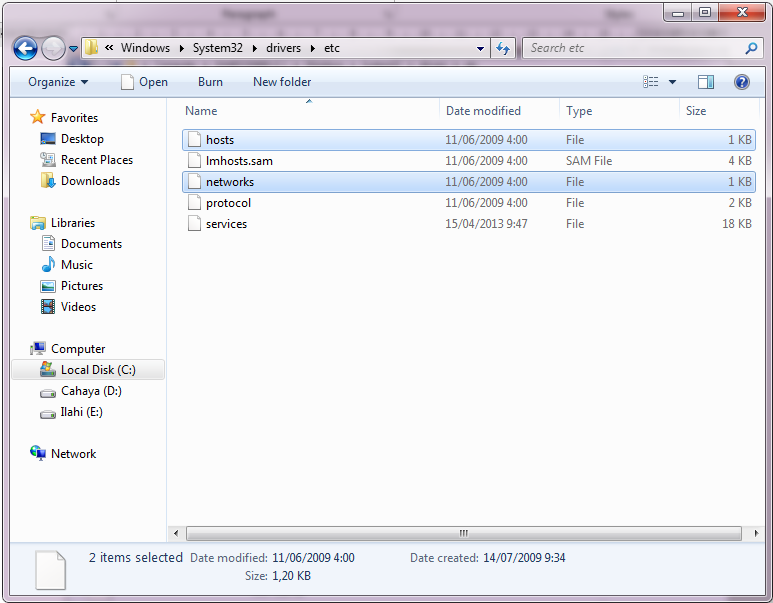 « Windows ▸ System32 ▸ drivers ▸ etc
Search etc
Organize Open Burn New folder
Name Date modified Type Size
hosts 11/06/2009 4:00 File 1 KB
lmhosts.sam 11/06/2009 4:00 SAM File 4 KB
networks 11/06/2009 4:00 File 1 KB
protocol 11/06/2009 4:00 File 2 KB
services 15/04/2013 9:47 File 18 KB
Favorites
Desktop
Recent Places
Downloads
Libraries
Documents
Music
Pictures
Videos
Computer
Local Disk (C:)
Cahaya (D:)
Ilahi (E:)
Network
2 items selected Date modified: 11/06/2009 4:00 Date created: 14/07/2009 9:34
Size: 1,20 KB